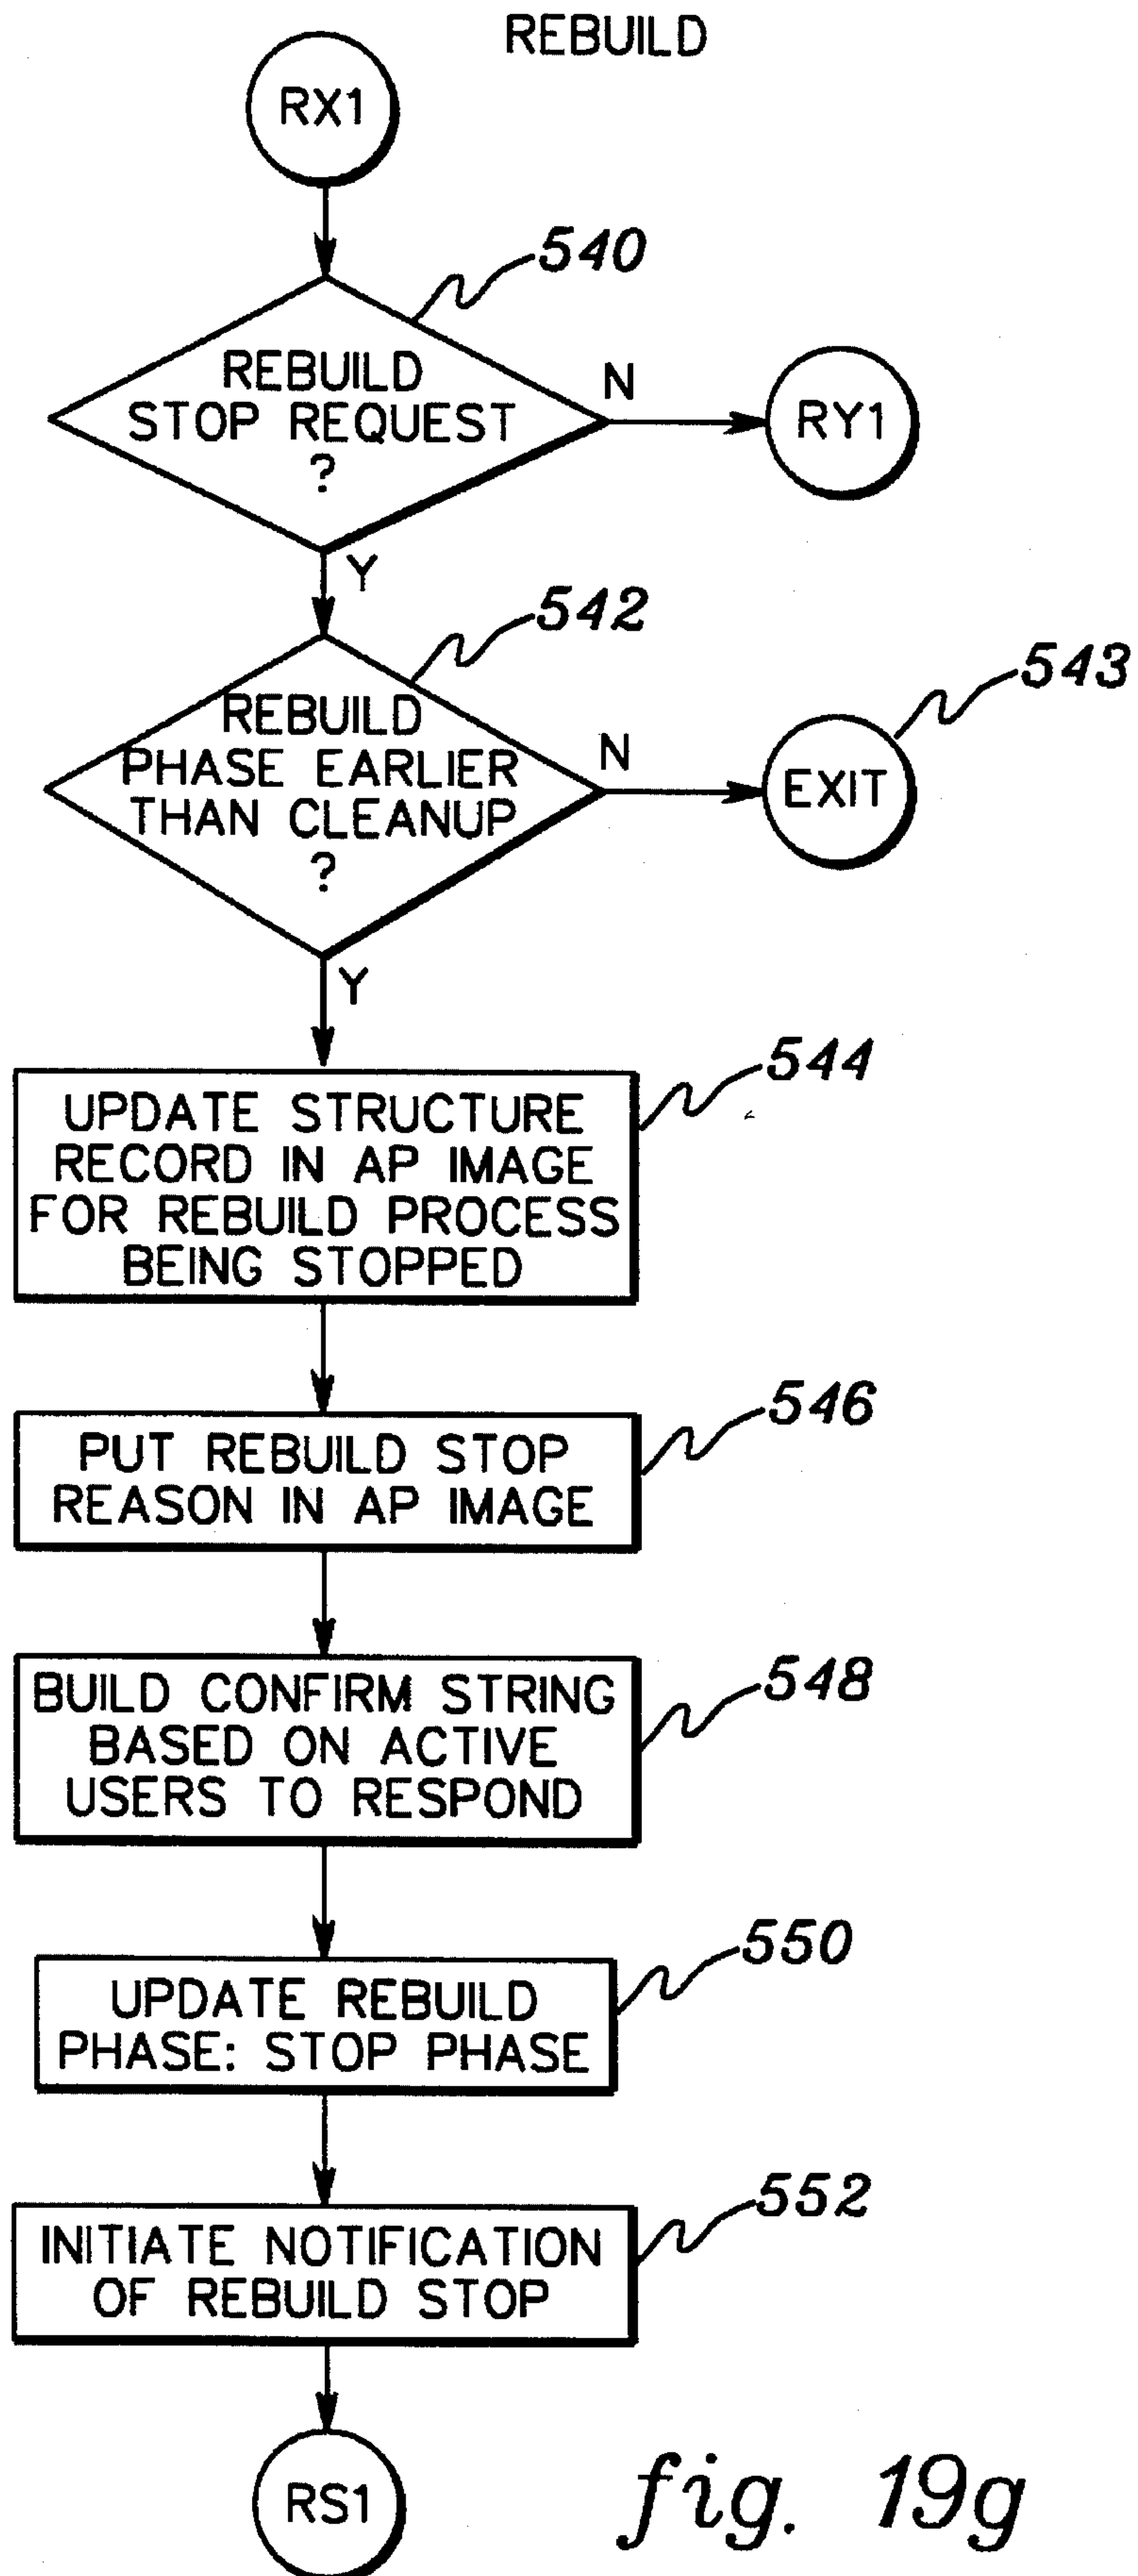 REBUILD
RX1
540
REBUILD
STOP REQUEST
?
N
RY1
Y
542
543
REBUILD
PHASE EARLIER
THAN CLEANUP
?
N
EXIT
Y
544
UPDATE STRUCTURE
RECORD IN AP IMAGE
FOR REBUILD PROCESS
BEING STOPPED
546
PUT REBUILD STOP
REASON IN AP IMAGE
548
BUILD CONFIRM STRING
BASED ON ACTIVE
USERS TO RESPOND
550
UPDATE REBUILD
PHASE: STOP PHASE
552
INITIATE NOTIFICATION
OF REBUILD STOP
RS1
fig. 19g